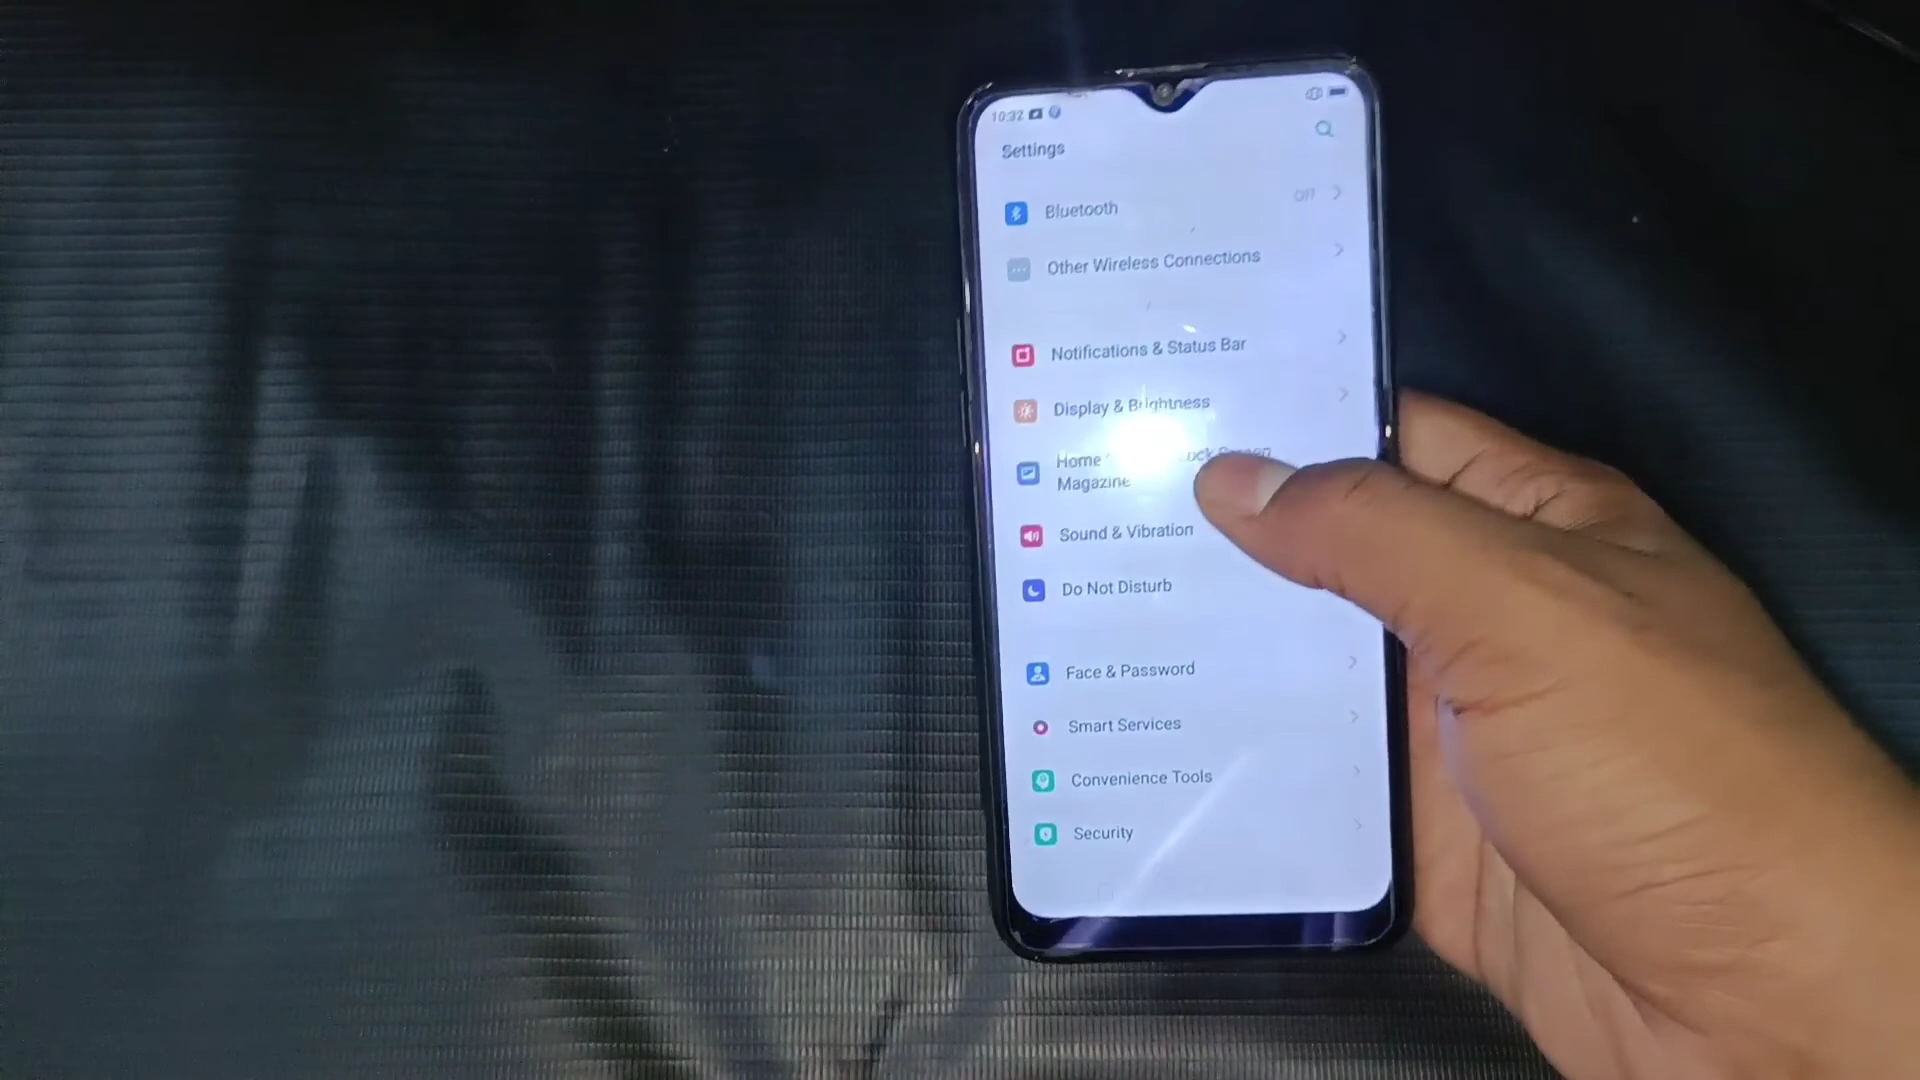 10:32
Settings
Bluetooth Off
Other Wireless Connections
Notifications & Status Bar
Display & Brightness
Home Screen
Magazine
Sound & Vibration
Do Not Disturb
Face & Password
Smart Services
Convenience Tools
Security